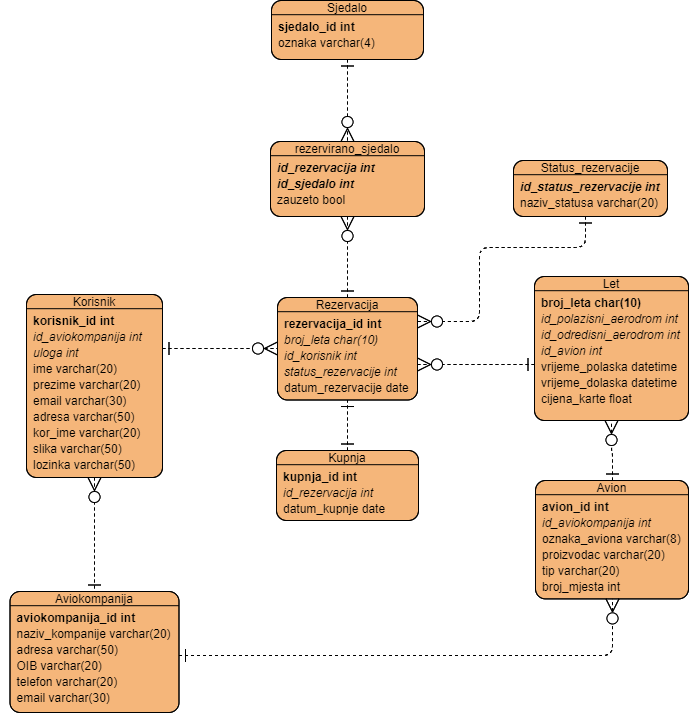 Sjedalo
sjedalo_id int
oznaka varchar(4)
rezervirano_sjedalo
id_rezervacija int
id_sjedalo int
zauzeto bool
Status_rezervacije
id_status_rezervacije int
naziv_statusa varchar(20)
Korisnik
korisnik_id int
id_aviokompanija int
uloga int
ime varchar(20)
prezime varchar(20)
email varchar(30)
adresa varchar(50)
kor_ime varchar(20)
slika varchar(50)
lozinka varchar(50)
Rezervacija
rezervacija_id int
broj_leta char(10)
id_korisnik int
status_rezervacije int
datum_rezervacije date
Let
broj_leta char(10)
id_polazisni_aerodrom int
id_odredisni_aerodrom int
id_avion int
vrijeme_polaska datetime
vrijeme_dolaska datetime
cijena_karte float
Kupnja
kupnja_id int
id_rezervacija int
datum_kupnje date
Avion
avion_id int
id_aviokompanija int
oznaka_aviona varchar(8)
proizvodac varchar(20)
tip varchar(20)
broj_mjesta int
Aviokompanija
aviokompanija_id int
naziv_kompanije varchar(20)
adresa varchar(50)
OIB varchar(20)
telefon varchar(20)
email varchar(30)